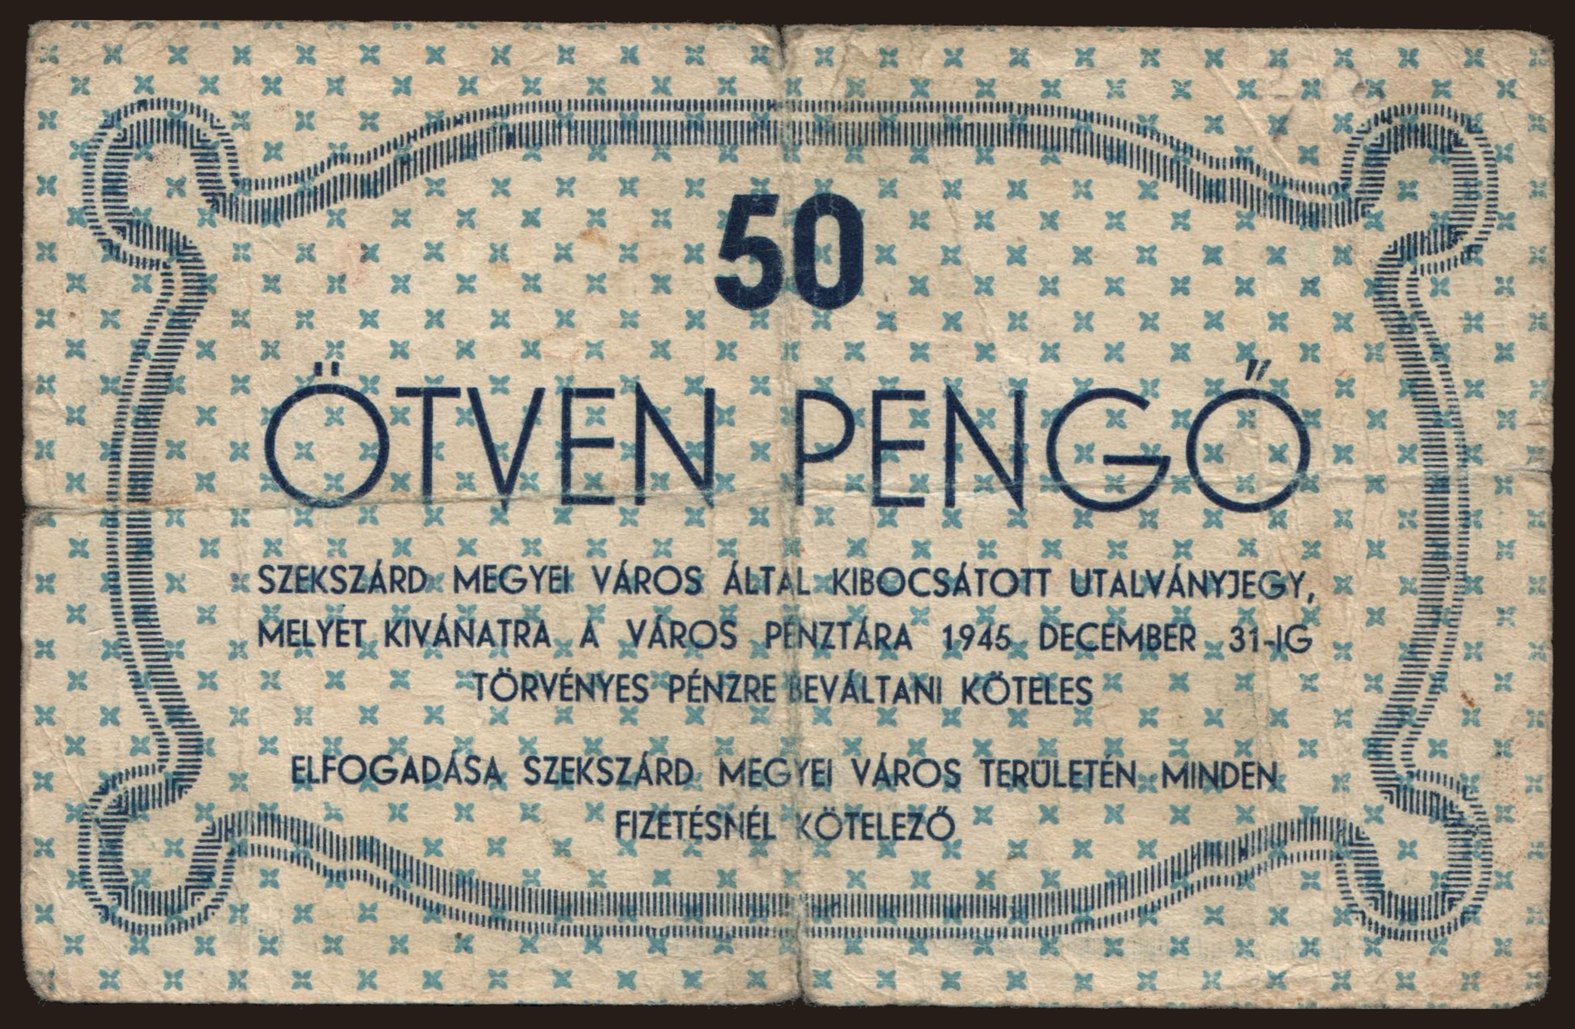 50
ÖTVEN PENGŐ
SZEKSZÁRD MEGYEI VÁROS ÁLTAL KIBOCSÁTOTT UTALVÁNYJEGY,
MELYET KIVÁNATRA A VÁROS PÉNZTÁRA 1945 DECEMBER 31-IG
TÖRVÉNYES PÉNZRE BEVÁLTANI KÖTELES
ELFOGADÁSA SZEKSZÁRD MEGYEI VÁROS TERÜLETÉN MINDEN
FIZETÉSNÉL KÖTELEZŐ